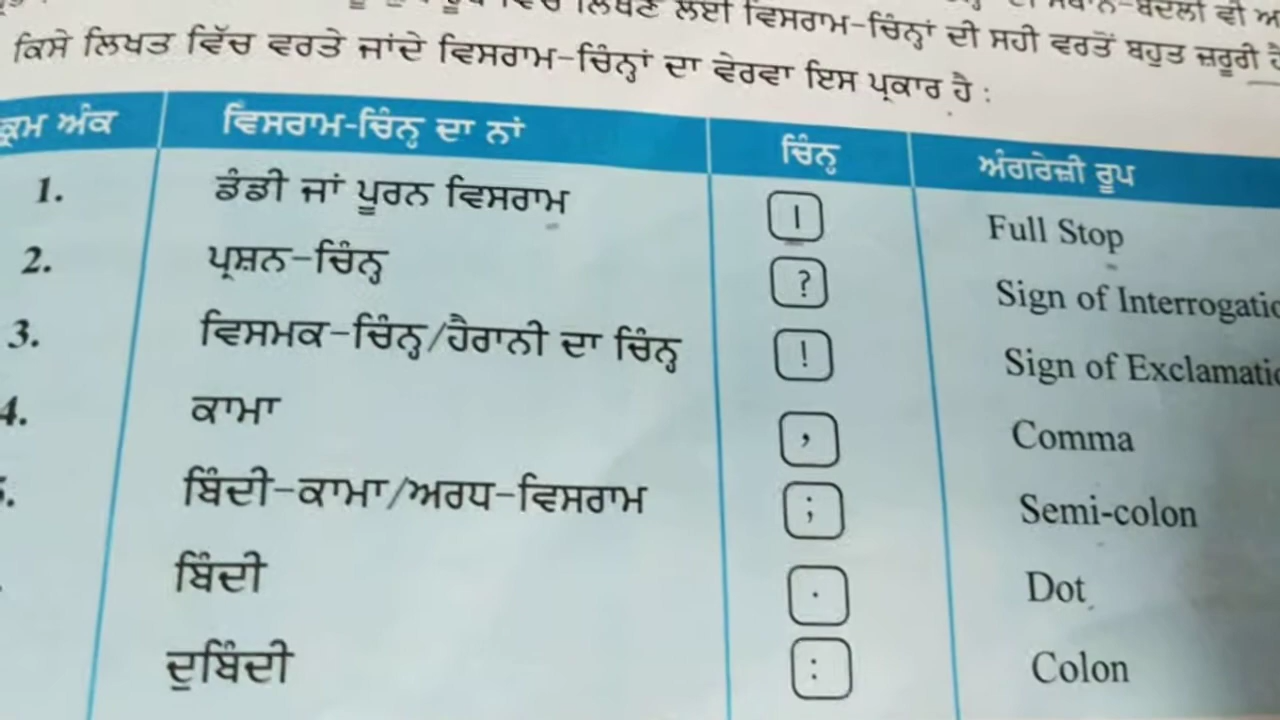 ਲਈ ਵਿਸਰਾਮ-ਚਿੰਨ੍ਹਾਂ ਦੀ ਸਹੀ ਵਰਤੋਂ ਬਹੁਤ ਜ਼ਰੂਰੀ ਹੈ
ਕਿਸੇ ਲਿਖਤ ਵਿੱਚ ਵਰਤੇ ਜਾਂਦੇ ਵਿਸਰਾਮ-ਚਿੰਨ੍ਹਾਂ ਦਾ ਵੇਰਵਾ ਇਸ ਪ੍ਰਕਾਰ ਹੈ :
ਕ੍ਰਮ ਅੰਕ ਵਿਸਰਾਮ-ਚਿੰਨ੍ਹ ਦਾ ਨਾਂ ਚਿੰਨ੍ਹ ਅੰਗਰੇਜ਼ੀ ਰੂਪ
1. ਡੰਡੀ ਜਾਂ ਪੂਰਨ ਵਿਸਰਾਮ । Full Stop
2. ਪ੍ਰਸ਼ਨ-ਚਿੰਨ੍ਹ ? Sign of Interrogatio
3. ਵਿਸਮਕ-ਚਿੰਨ੍ਹ/ਹੈਰਾਨੀ ਦਾ ਚਿੰਨ੍ਹ ! Sign of Exclamatio
4. ਕਾਮਾ , Comma
5. ਬਿੰਦੀ-ਕਾਮਾ/ਅਰਧ-ਵਿਸਰਾਮ ; Semi-colon
ਬਿੰਦੀ . Dot
ਦੁਬਿੰਦੀ : Colon